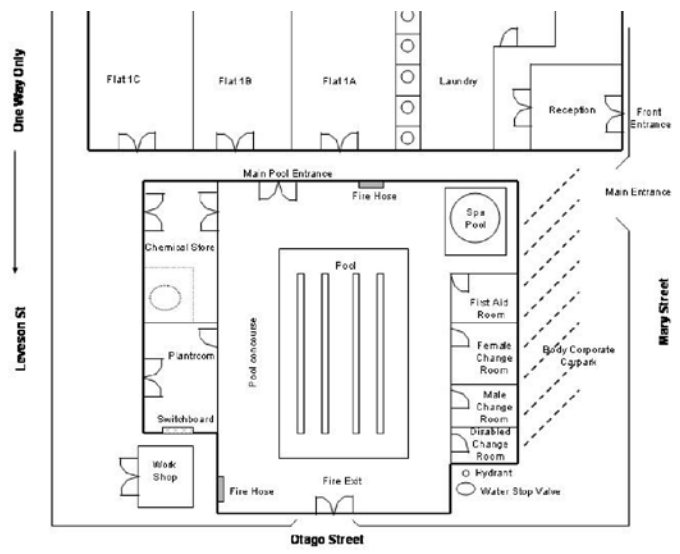 One Way Only
Leveson St
Flat 1C
Flat 1B
Flat 1A
Laundry
Reception
Front
Entrance
Main Pool Entrance
Fire Hose
Spa
Pool
Main Entrance
Chemical Store
Pool
First Aid
Room
Female
Change
Room
Body Corporate
Carpark
Mary Street
Plantroom
Pool concourse
Male
Change
Room
Switchboard
Disabled
Change
Room
Work
Shop
Hydrant
Fire Hose
Fire Exit
Water Stop Valve
Otago Street